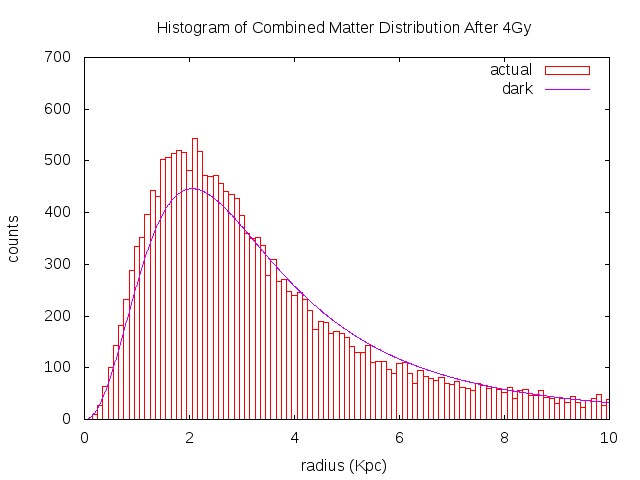 Histogram of Combined Matter Distribution After 4Gy
700
600
500
400
300
200
100
0
counts
actual
dark
0 2 4 6 8 10
radius (Kpc)